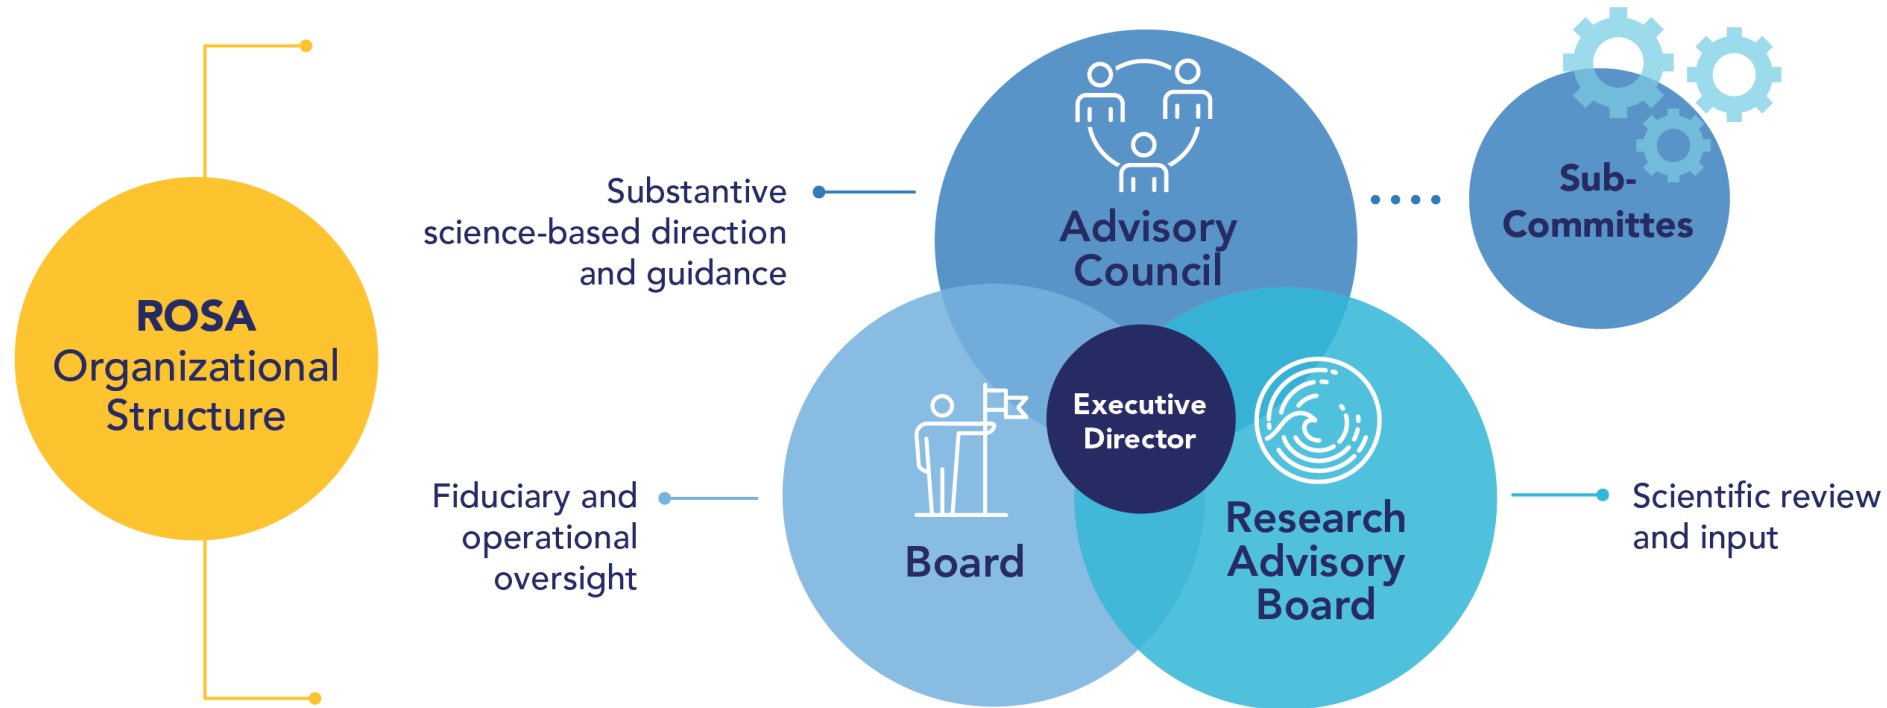 ROSA
Organizational
Structure
Substantive
science-based direction
and guidance
Advisory
Council
Sub-
Committes
Executive
Director
Fiduciary and
operational
oversight
Board
Research
Advisory
Board
Scientific review
and input